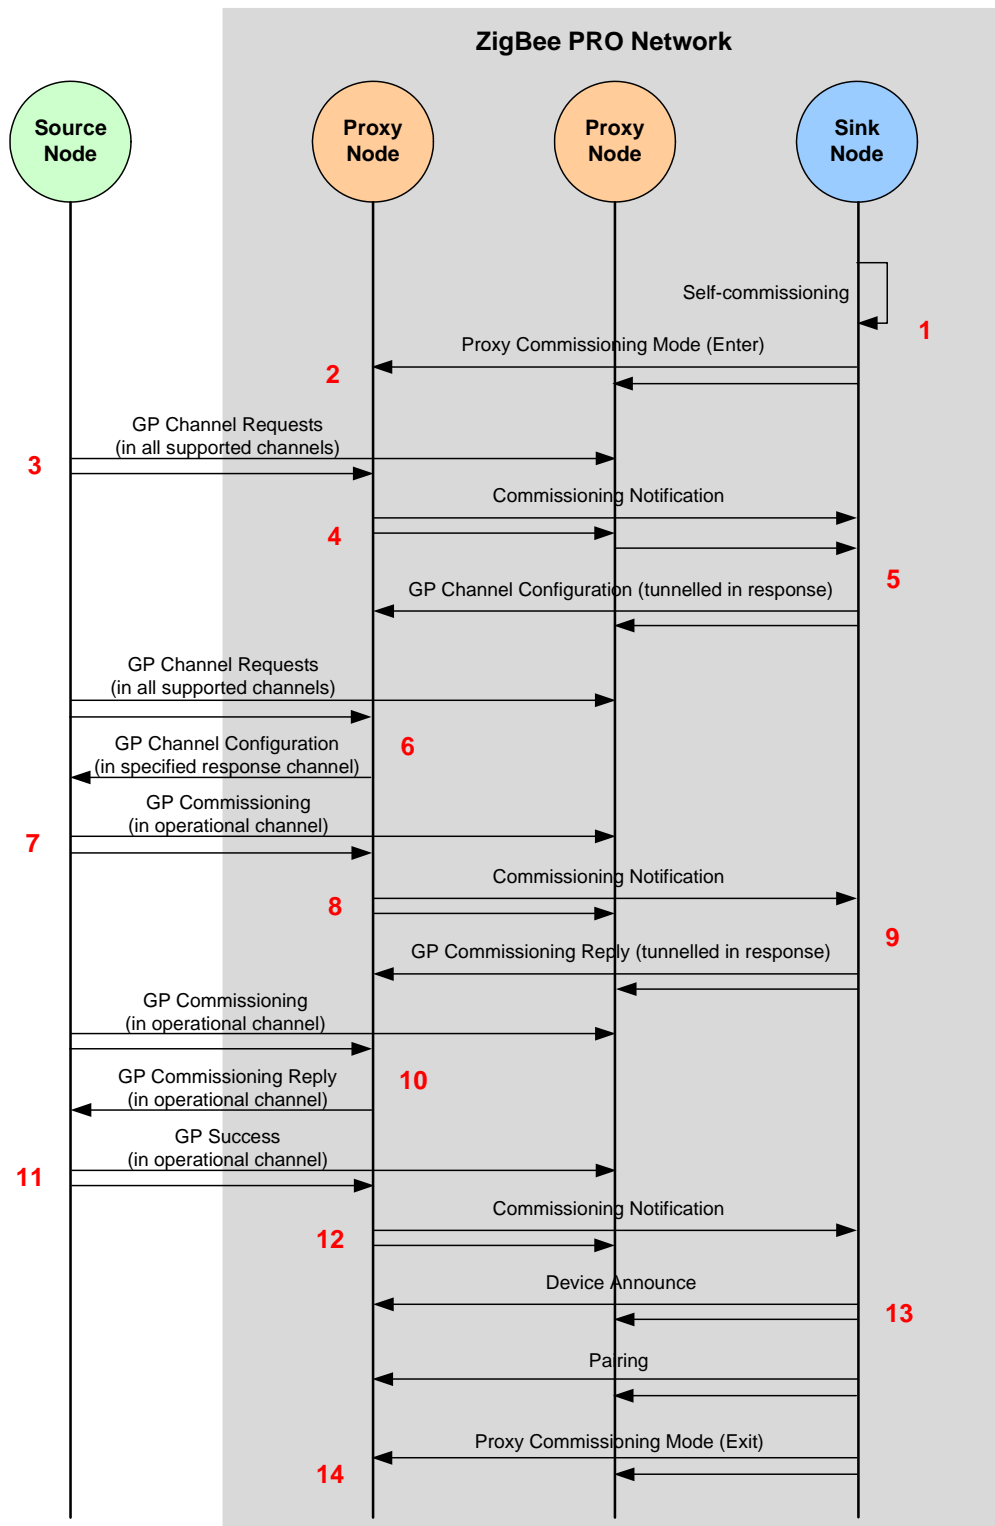 ZigBee PRO Network
Source
Node
Proxy
Node
Proxy
Node
Sink
Node
Self-commissioning
1
Proxy Commissioning Mode (Enter)
2
GP Channel Requests
(in all supported channels)
3
Commissioning Notification
4
5
GP Channel Configuration (tunnelled in response)
GP Channel Requests
(in all supported channels)
6
GP Channel Configuration
(in specified response channel)
GP Commissioning
(in operational channel)
7
Commissioning Notification
8
9
GP Commissioning Reply (tunnelled in response)
GP Commissioning
(in operational channel)
10
GP Commissioning Reply
(in operational channel)
GP Success
(in operational channel)
11
Commissioning Notification
12
Device Announce
13
Pairing
Proxy Commissioning Mode (Exit)
14